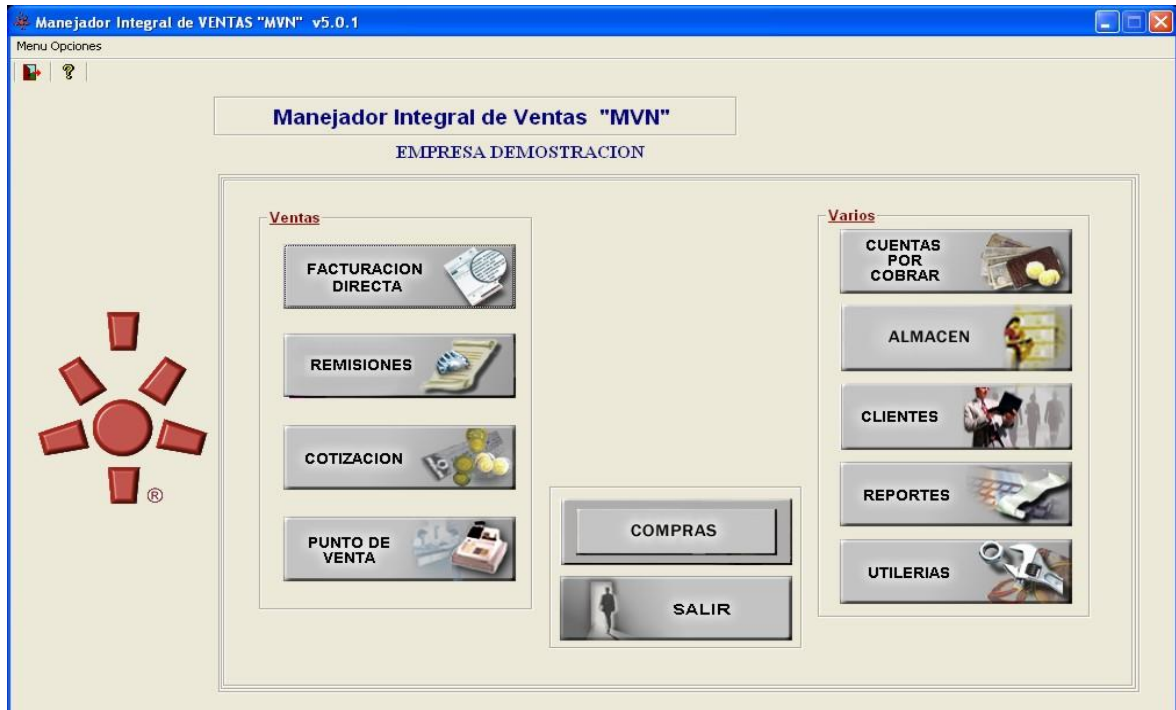 Manejador Integral de VENTAS "MVN" v5.0.1
Menu Opciones
Manejador Integral de Ventas "MVN"
EMPRESA DEMOSTRACION
Ventas
FACTURACION
DIRECTA
REMISIONES
COTIZACION
PUNTO DE
VENTA
COMPRAS
SALIR
Varios
CUENTAS
POR
COBRAR
ALMACEN
CLIENTES
REPORTES
UTILERIAS
®